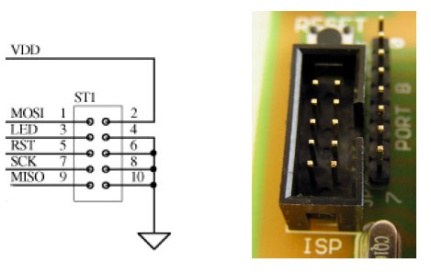 VDD
ST1
MOSI 1 2
LED 3 4
RST 5 6
SCK 7 8
MISO 9 10
RESET
0
PORT B
7
ISP